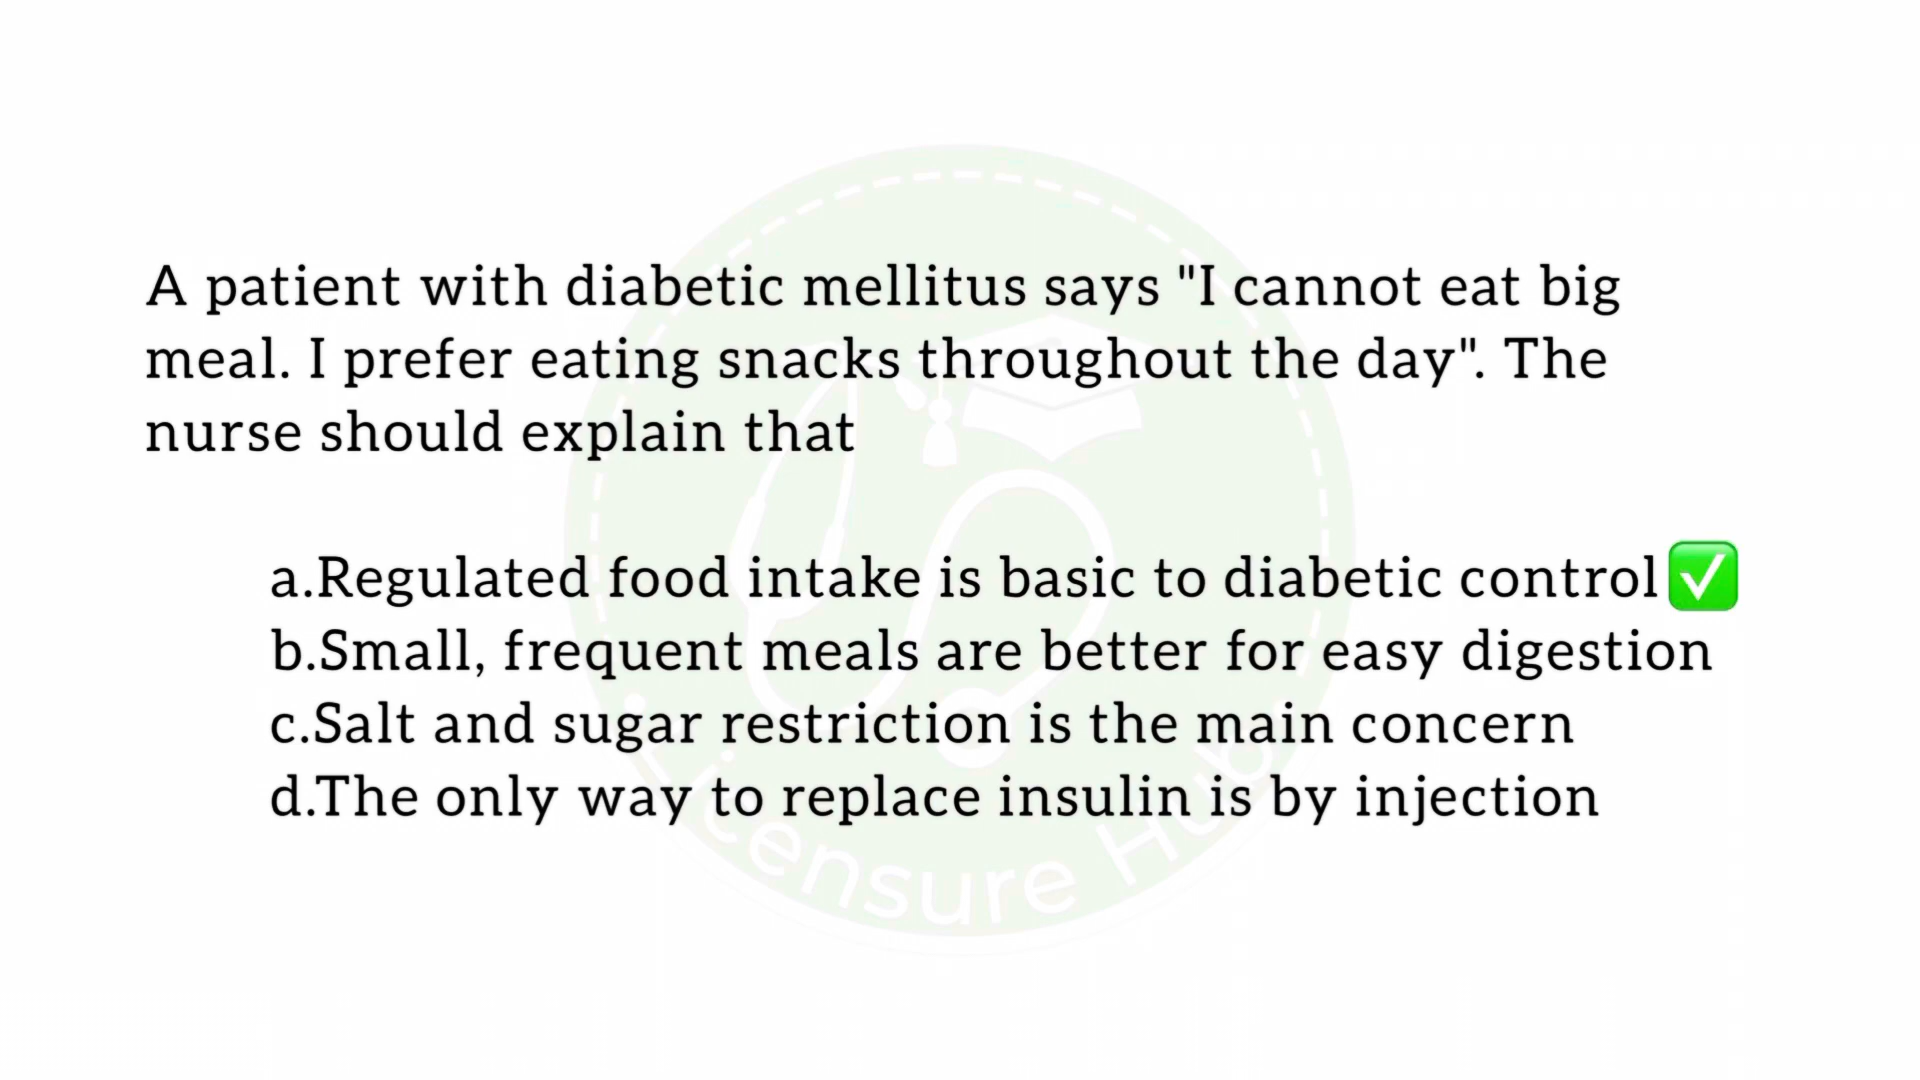 A patient with diabetic mellitus says "I cannot eat big
meal. I prefer eating snacks throughout the day". The
nurse should explain that
a.Regulated food intake is basic to diabetic control✅
b.Small, frequent meals are better for easy digestion
c.Salt and sugar restriction is the main concern
d.The only way to replace insulin is by injection
Licensure Hub